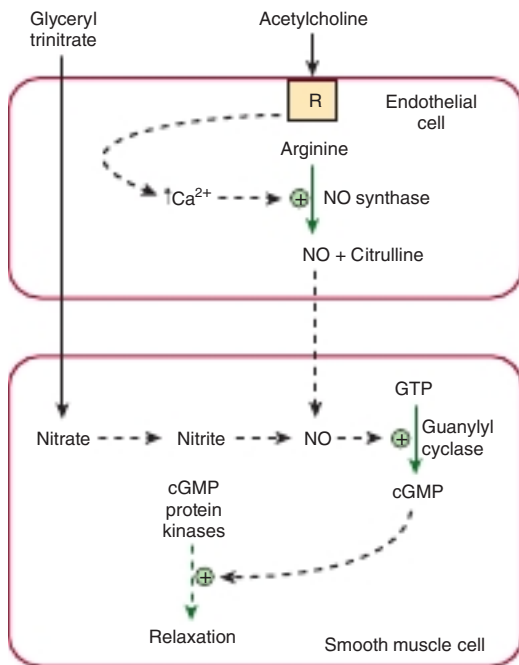 Glyceryl
trinitrate
Acetylcholine
R
Endothelial
cell
Arginine
↑Ca²⁺
+
NO synthase
NO + Citrulline
GTP
Nitrate
Nitrite
NO
+
Guanylyl
cyclase
cGMP
protein
kinases
cGMP
+
Relaxation
Smooth muscle cell